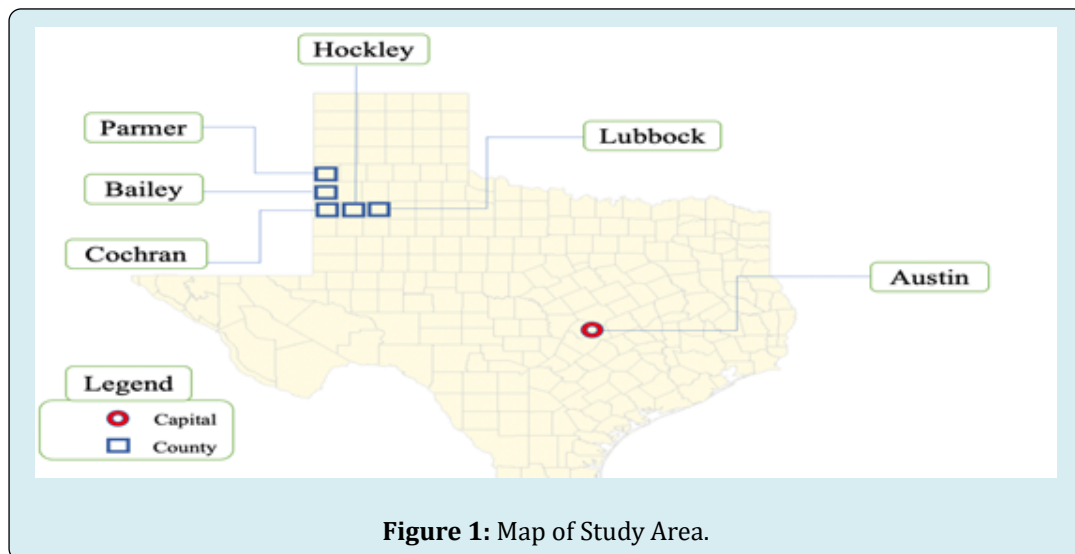 Hockley
Parmer
Lubbock
Bailey
Cochran
Austin
Legend
Capital
County
Figure 1: Map of Study Area.